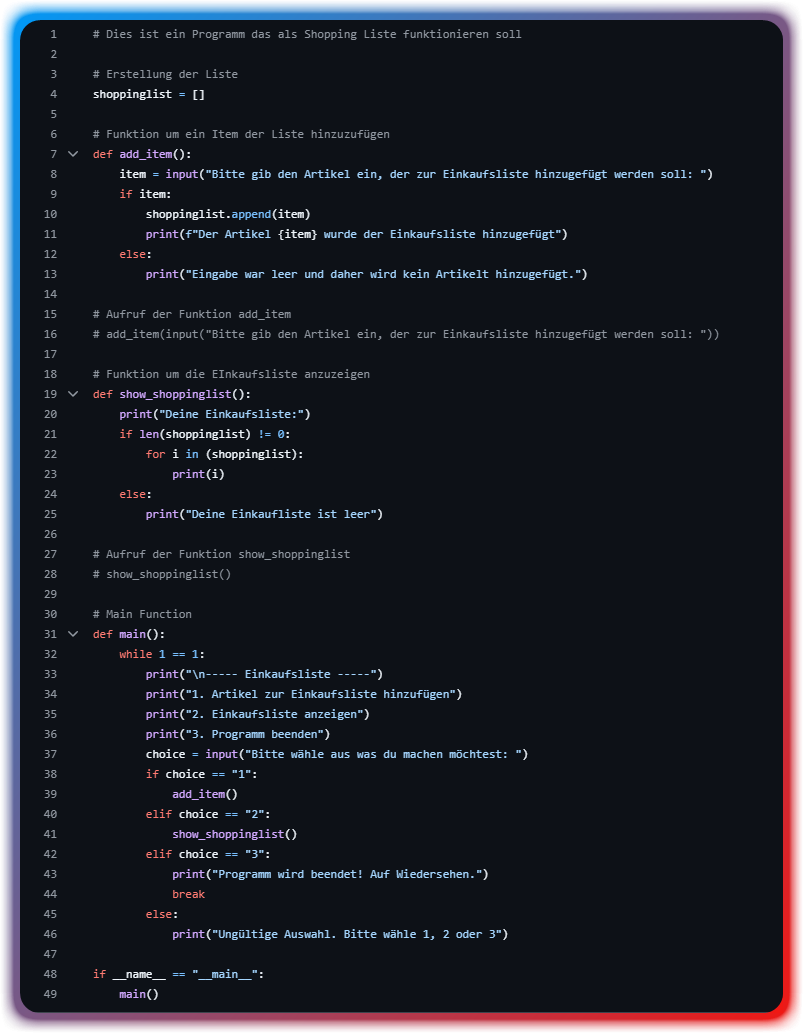 1 # Dies ist ein Programm das als Shopping Liste funktionieren soll
2
3 # Erstellung der Liste
4 shoppinglist = []
5
6 # Funktion um ein Item der Liste hinzuzufügen
7 def add_item():
8     item = input("Bitte gib den Artikel ein, der zur Einkaufsliste hinzugefügt werden soll: ")
9     if item:
10         shoppinglist.append(item)
11         print(f"Der Artikel {item} wurde der Einkaufsliste hinzugefügt")
12     else:
13         print("Eingabe war leer und daher wird kein Artikelt hinzugefügt.")
14
15 # Aufruf der Funktion add_item
16 # add_item(input("Bitte gib den Artikel ein, der zur Einkaufsliste hinzugefügt werden soll: "))
17
18 # Funktion um die EInkaufsliste anzuzeigen
19 def show_shoppinglist():
20     print("Deine Einkaufsliste:")
21     if len(shoppinglist) != 0:
22         for i in (shoppinglist):
23             print(i)
24     else:
25         print("Deine Einkaufliste ist leer")
26
27 # Aufruf der Funktion show_shoppinglist
28 # show_shoppinglist()
29
30 # Main Function
31 def main():
32     while 1 == 1:
33         print("\n----- Einkaufsliste -----")
34         print("1. Artikel zur Einkaufsliste hinzufügen")
35         print("2. Einkaufsliste anzeigen")
36         print("3. Programm beenden")
37         choice = input("Bitte wähle aus was du machen möchtest: ")
38         if choice == "1":
39             add_item()
40         elif choice == "2":
41             show_shoppinglist()
42         elif choice == "3":
43             print("Programm wird beendet! Auf Wiedersehen.")
44             break
45         else:
46             print("Ungültige Auswahl. Bitte wähle 1, 2 oder 3")
47
48 if __name__ == "__main__":
49     main()